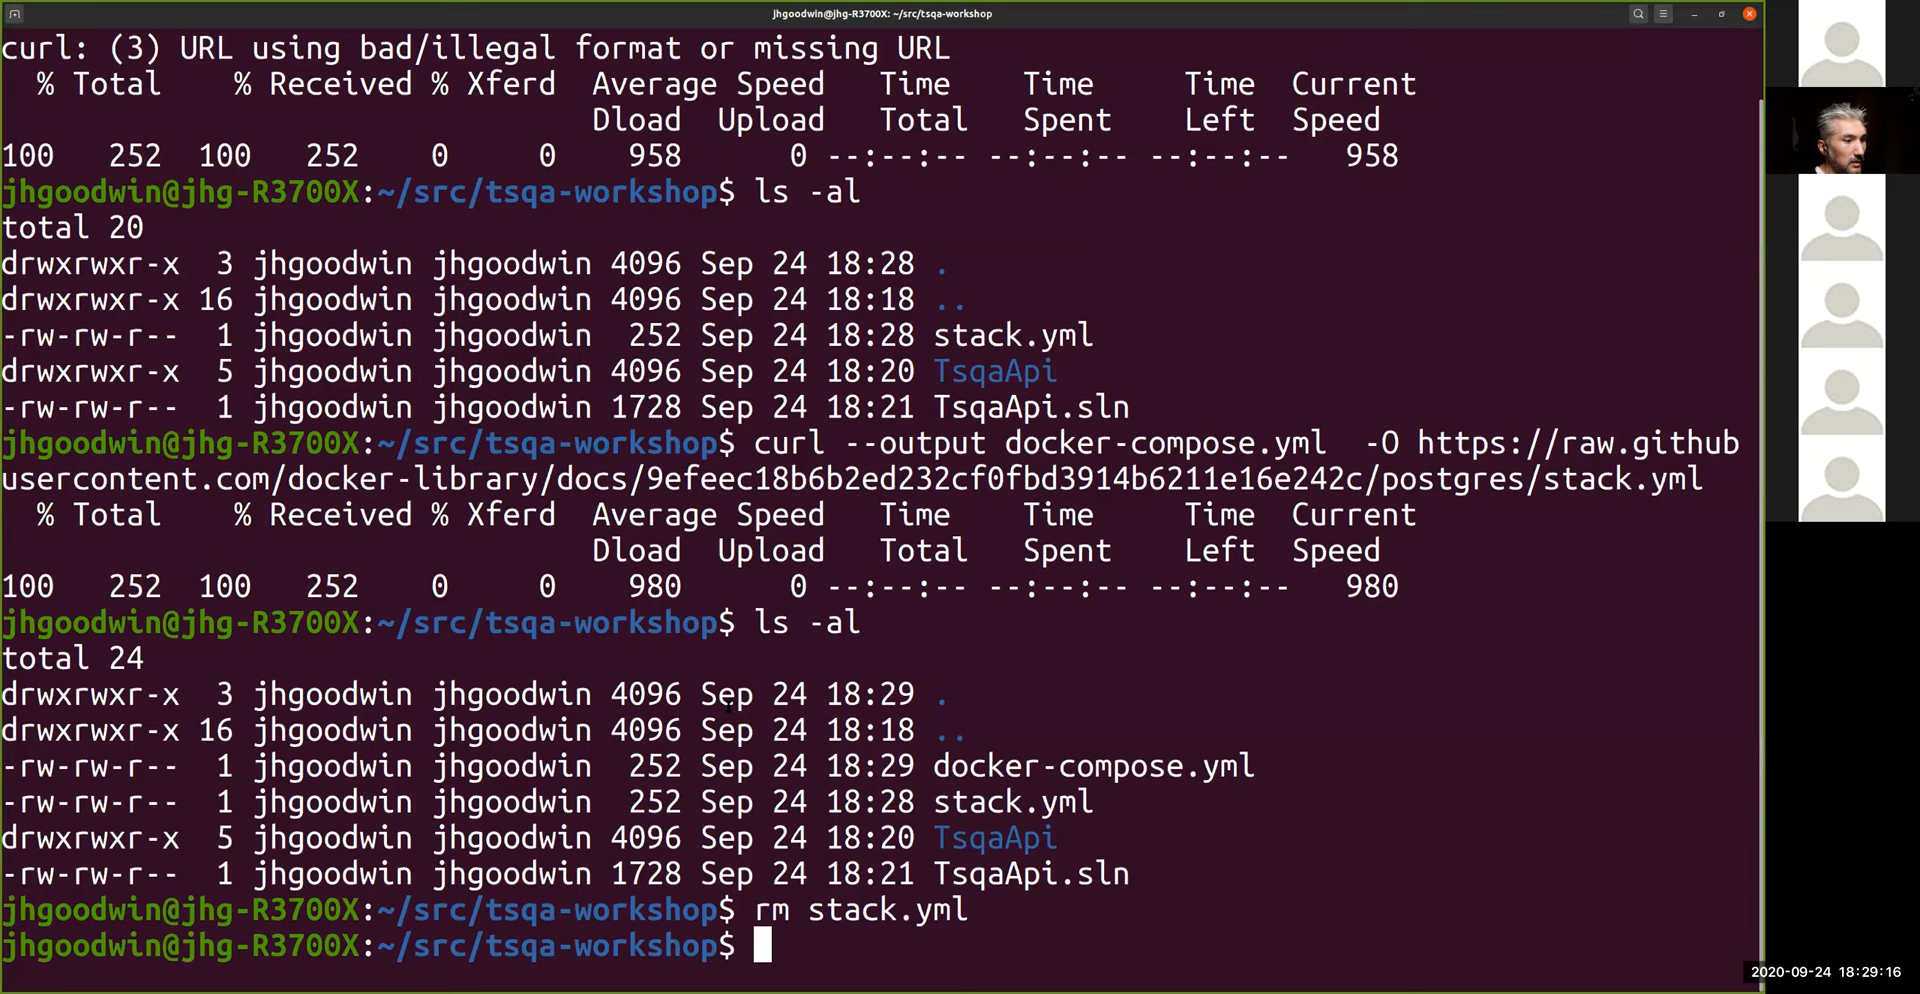 jhgoodwin@jhg-R3700X: ~/src/tsqa-workshop
curl: (3) URL using bad/illegal format or missing URL
% Total % Received % Xferd Average Speed Time Time Time Current
Dload Upload Total Spent Left Speed
100 252 100 252 0 0 958 0 --:--:-- --:--:-- --:--:-- 958
jhgoodwin@jhg-R3700X:~/src/tsqa-workshop$ ls -al
total 20
drwxrwxr-x 3 jhgoodwin jhgoodwin 4096 Sep 24 18:28 .
drwxrwxr-x 16 jhgoodwin jhgoodwin 4096 Sep 24 18:18 ..
-rw-rw-r-- 1 jhgoodwin jhgoodwin 252 Sep 24 18:28 stack.yml
drwxrwxr-x 5 jhgoodwin jhgoodwin 4096 Sep 24 18:20 TsqaApi
-rw-rw-r-- 1 jhgoodwin jhgoodwin 1728 Sep 24 18:21 TsqaApi.sln
jhgoodwin@jhg-R3700X:~/src/tsqa-workshop$ curl --output docker-compose.yml -O https://raw.github
usercontent.com/docker-library/docs/9efeec18b6b2ed232cf0fbd3914b6211e16e242c/postgres/stack.yml
% Total % Received % Xferd Average Speed Time Time Time Current
Dload Upload Total Spent Left Speed
100 252 100 252 0 0 980 0 --:--:-- --:--:-- --:--:-- 980
jhgoodwin@jhg-R3700X:~/src/tsqa-workshop$ ls -al
total 24
drwxrwxr-x 3 jhgoodwin jhgoodwin 4096 Sep 24 18:29 .
drwxrwxr-x 16 jhgoodwin jhgoodwin 4096 Sep 24 18:18 ..
-rw-rw-r-- 1 jhgoodwin jhgoodwin 252 Sep 24 18:29 docker-compose.yml
-rw-rw-r-- 1 jhgoodwin jhgoodwin 252 Sep 24 18:28 stack.yml
drwxrwxr-x 5 jhgoodwin jhgoodwin 4096 Sep 24 18:20 TsqaApi
-rw-rw-r-- 1 jhgoodwin jhgoodwin 1728 Sep 24 18:21 TsqaApi.sln
jhgoodwin@jhg-R3700X:~/src/tsqa-workshop$ rm stack.yml
jhgoodwin@jhg-R3700X:~/src/tsqa-workshop$
2020-09-24 18:29:16